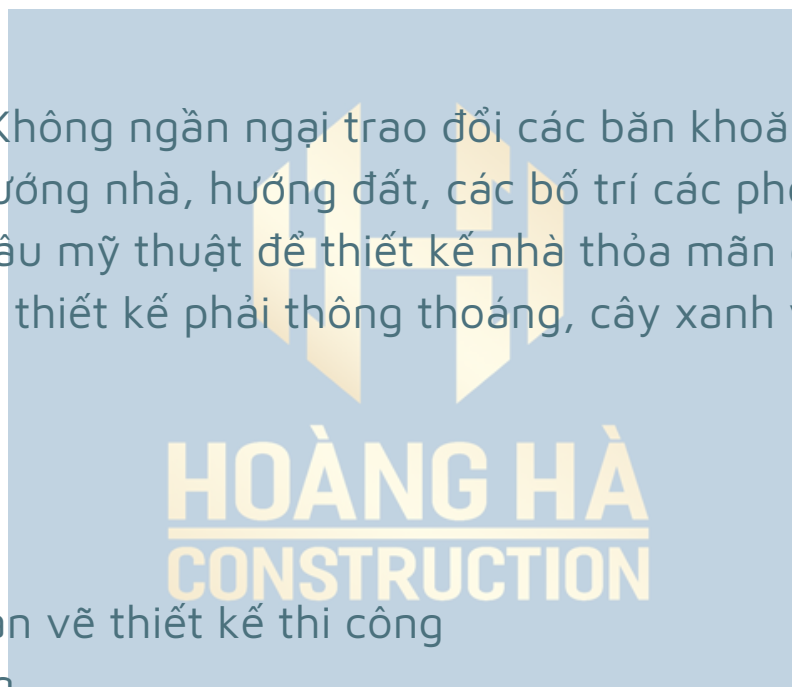 Không ngần ngại trao đổi các băn khoă
ướng nhà, hướng đất, các bố trí các
mỹ thuật để thiết kế nhà thỏa mãn
thiết kế phải thông thoáng, cây xanh
HOÀNG HÀ
CONSTRUCTION
vẽ thiết kế thi công